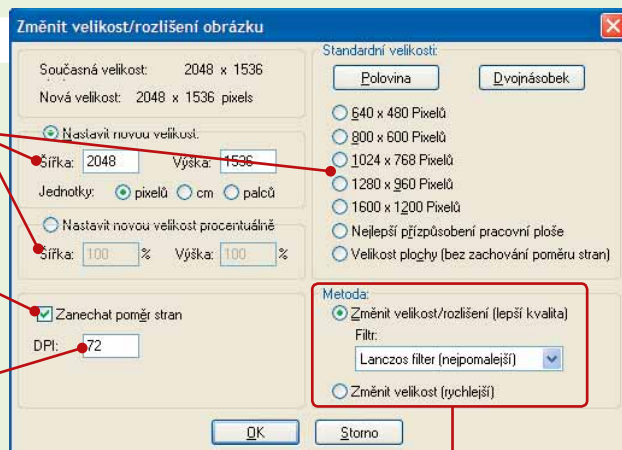 Změnit velikost/rozlišení obrázku
Současná velikost: 2048 x 1536
Nová velikost: 2048 x 1536 pixels
Nastavit novou velikost:
Šířka: 2048 Výška: 1536
Jednotky: pixelů cm palců
Nastavit novou velikost procentuálně
Šířka: 100 % Výška: 100 %
Zanechat poměr stran
DPI: 72
Standardní velikosti:
Polovina Dvojnásobek
640 x 480 Pixelů
800 x 600 Pixelů
1024 x 768 Pixelů
1280 x 960 Pixelů
1600 x 1200 Pixelů
Nejlepší přízpůsobení pracovní ploše
Velikost plochy (bez zachování poměru stran)
Metoda:
Změnit velikost/rozlišení (lepší kvalita)
Filtr:
Lanczos filter (nejpomalejší)
Změnit velikost (rychlejší)
OK Storno